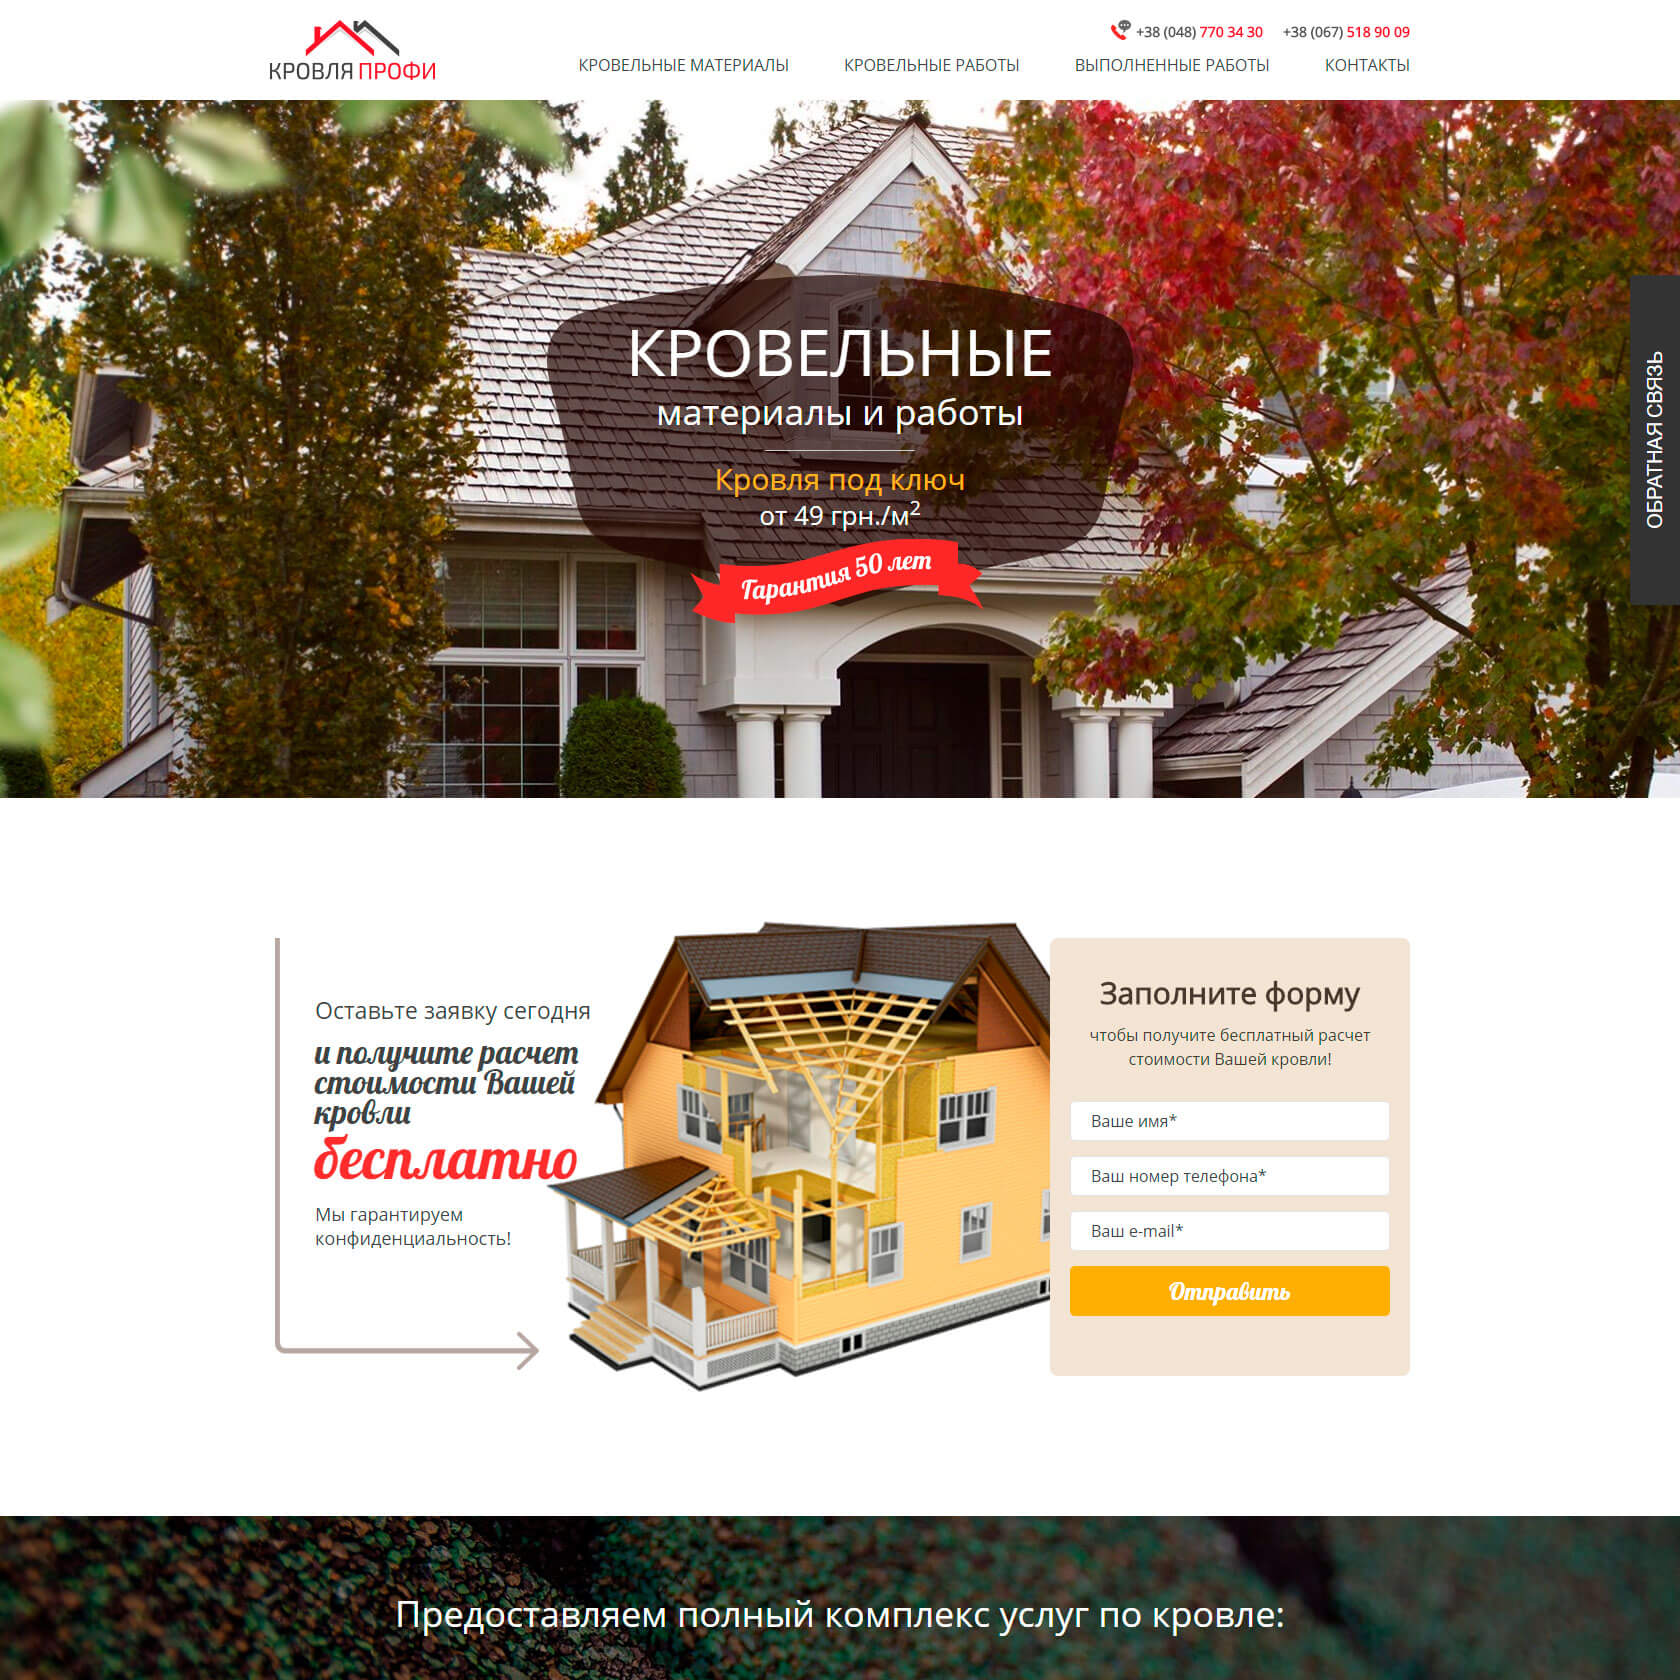 КРОВЛЯ ПРОФИ
+38 (048) 770 34 30 +38 (067) 518 90 09
КРОВЕЛЬНЫЕ МАТЕРИАЛЫ КРОВЕЛЬНЫЕ РАБОТЫ ВЫПОЛНЕННЫЕ РАБОТЫ КОНТАКТЫ
КРОВЕЛЬНЫЕ
материалы и работы
Кровля под ключ
от 49 грн./м²
Гарантия 50 лет
ОБРАТНАЯ СВЯЗЬ
Оставьте заявку сегодня
и получите расчет
стоимости Вашей
кровли
бесплатно
Мы гарантируем
конфиденциальность!
Заполните форму
чтобы получите бесплатный расчет
стоимости Вашей кровли!
Ваше имя*
Ваш номер телефона*
Ваш e-mail*
Отправить
Предоставляем полный комплекс услуг по кровле: